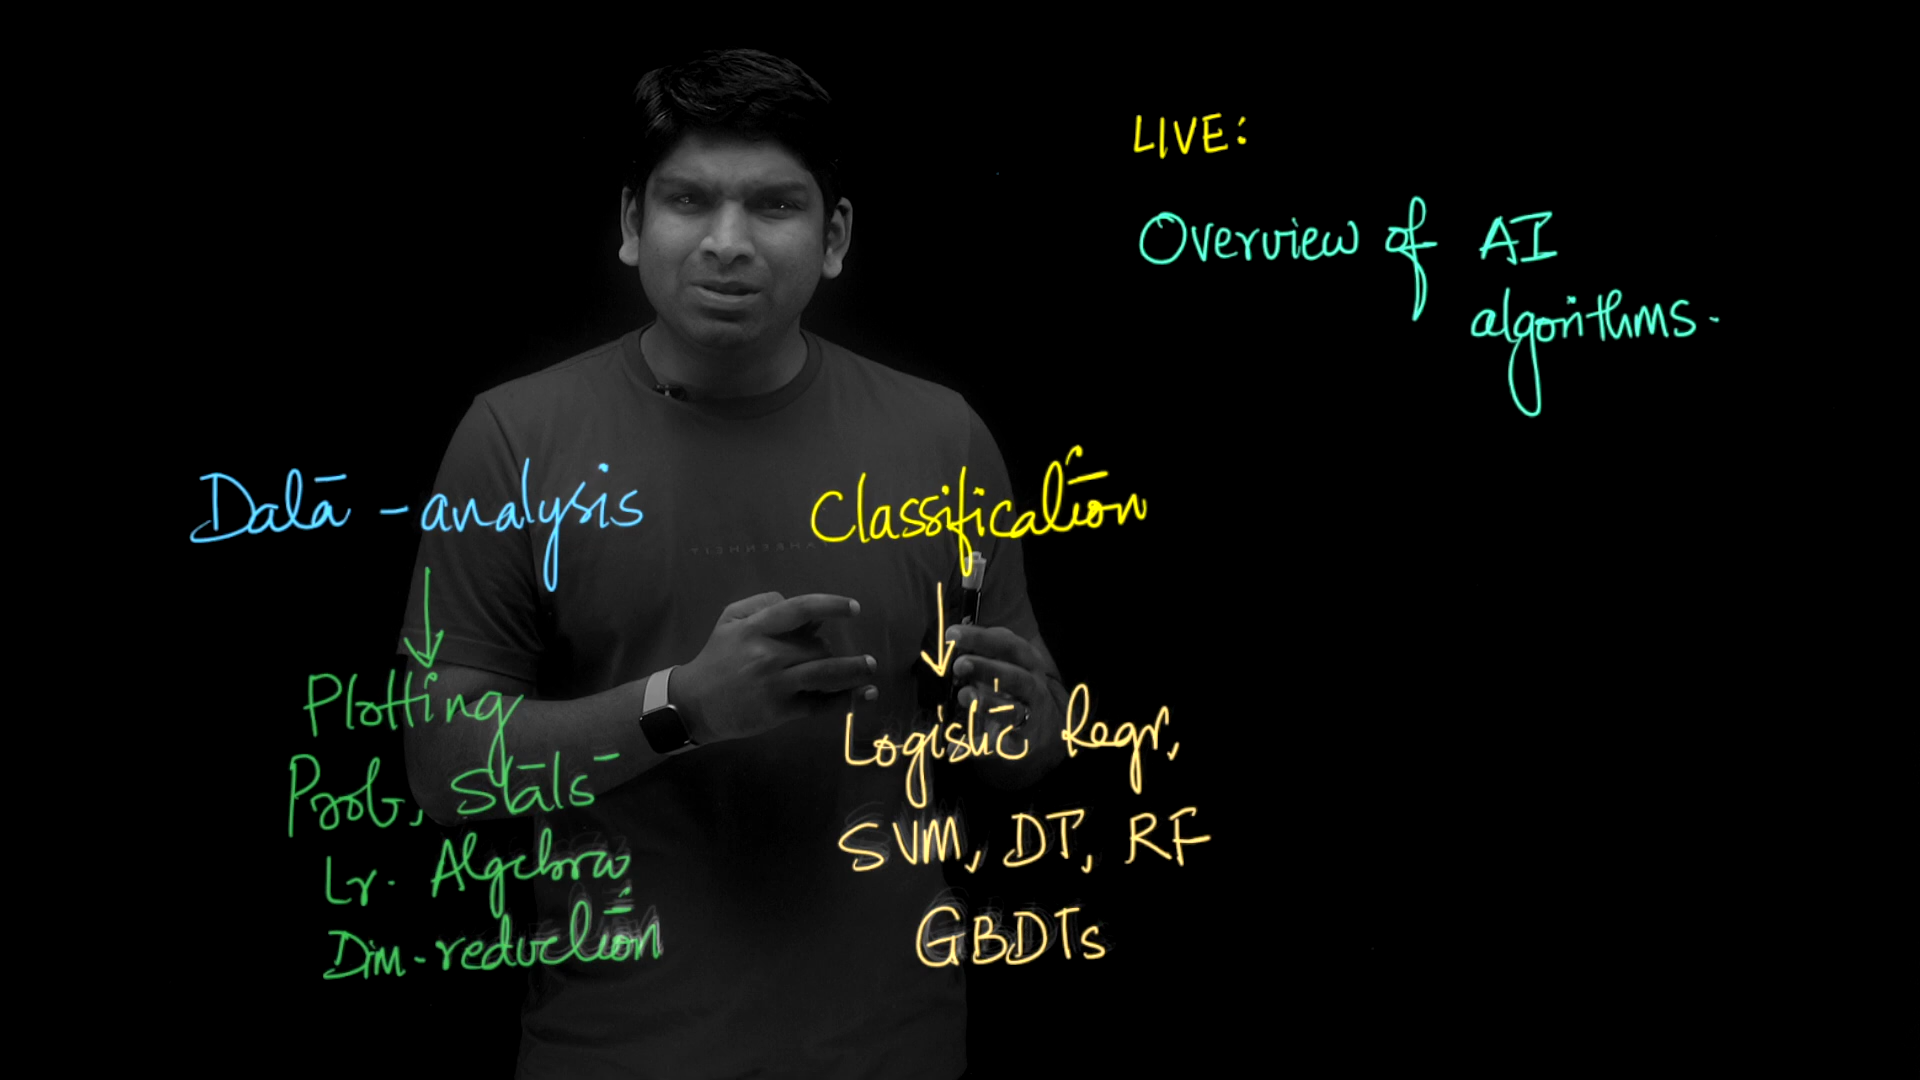 LIVE:
Overview of AI
algorithms.
Data - analysis
Plotting
Prob, Stats
Lr. Algebra,
Dim-reduction
Classification
Logistic Regr,
SVM, DT, RF
GBDTs